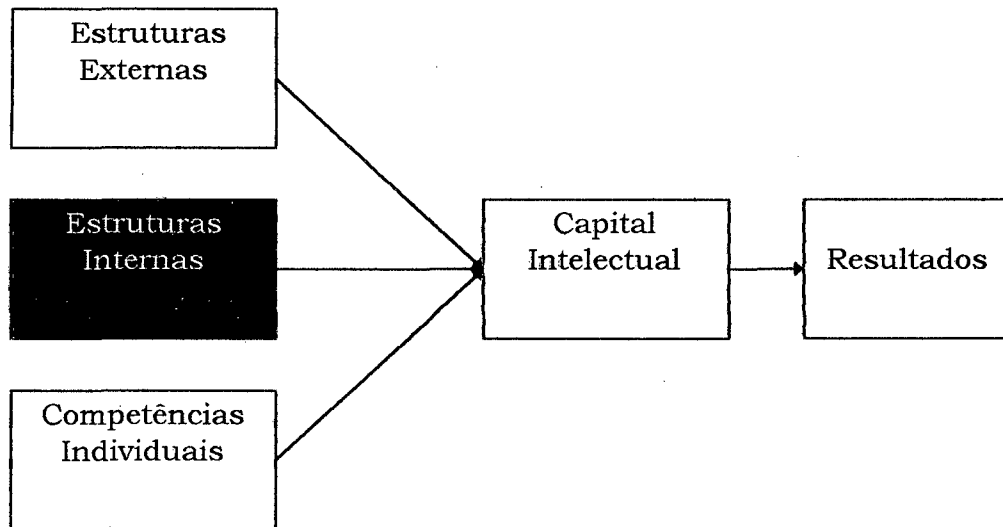 Estruturas
Externas
Estruturas
Internas
Competências
Individuais
Capital
Intelectual
Resultados